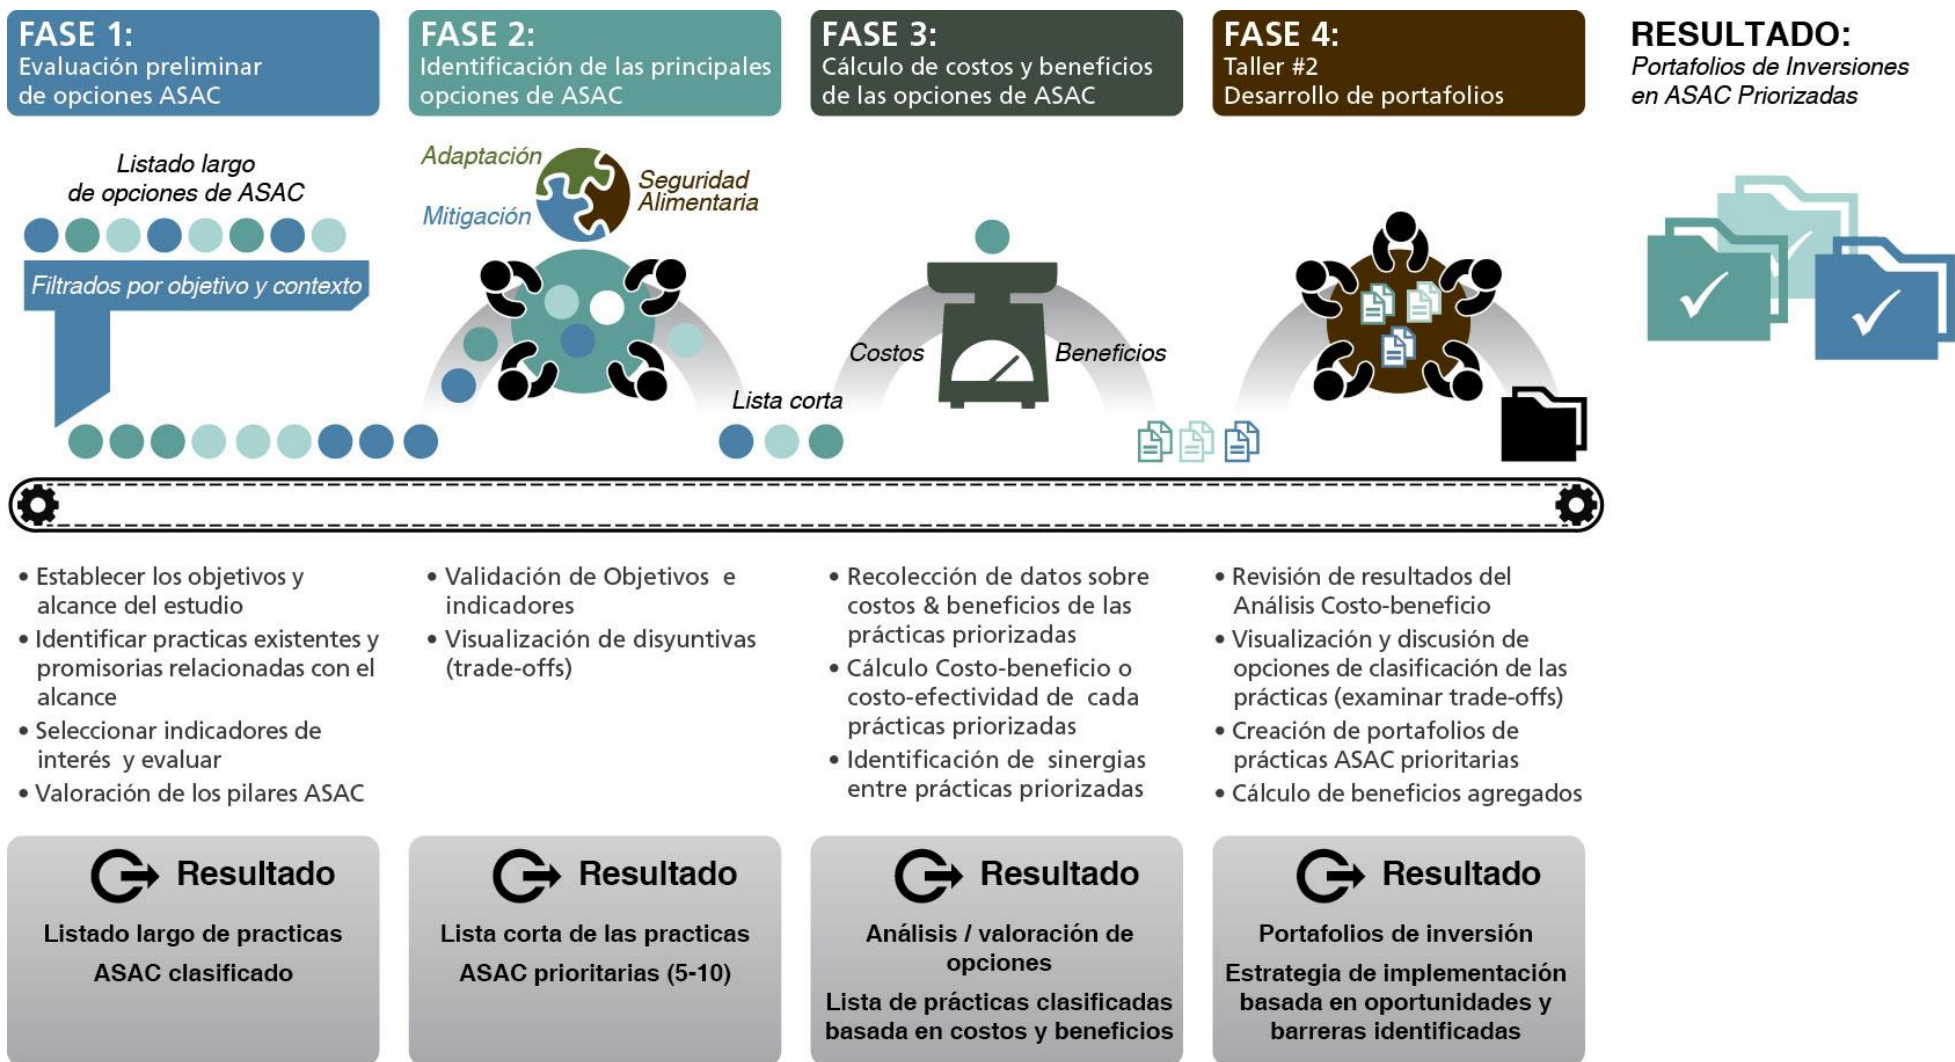 FASE 1:
Evaluación preliminar
de opciones ASAC
FASE 2:
Identificación de las principales
opciones de ASAC
FASE 3:
Cálculo de costos y beneficios
de las opciones de ASAC
FASE 4:
Taller #2
Desarrollo de portafolios
RESULTADO:
Portafolios de Inversiones
en ASAC Priorizadas
Listado largo
de opciones de ASAC
Filtrados por objetivo y contexto
Adaptación
Mitigación
Seguridad
Alimentaria
Lista corta
Costos
Beneficios
• Establecer los objetivos y
alcance del estudio
• Identificar practicas existentes y
promisorias relacionadas con el
alcance
• Seleccionar indicadores de
interés y evaluar
• Valoración de los pilares ASAC
• Validación de Objetivos e
indicadores
• Visualización de disyuntivas
(trade-offs)
• Recolección de datos sobre
costos & beneficios de las
prácticas priorizadas
• Cálculo Costo-beneficio o
costo-efectividad de cada
prácticas priorizadas
• Identificación de sinergias
entre prácticas priorizadas
• Revisión de resultados del
Análisis Costo-beneficio
• Visualización y discusión de
opciones de clasificación de las
prácticas (examinar trade-offs)
• Creación de portafolios de
prácticas ASAC prioritarias
• Cálculo de beneficios agregados
Resultado
Listado largo de practicas
ASAC clasificado
Resultado
Lista corta de las practicas
ASAC prioritarias (5-10)
Resultado
Análisis / valoración de
opciones
Lista de prácticas clasificadas
basada en costos y beneficios
Resultado
Portafolios de inversión
Estrategia de implementación
basada en oportunidades y
barreras identificadas